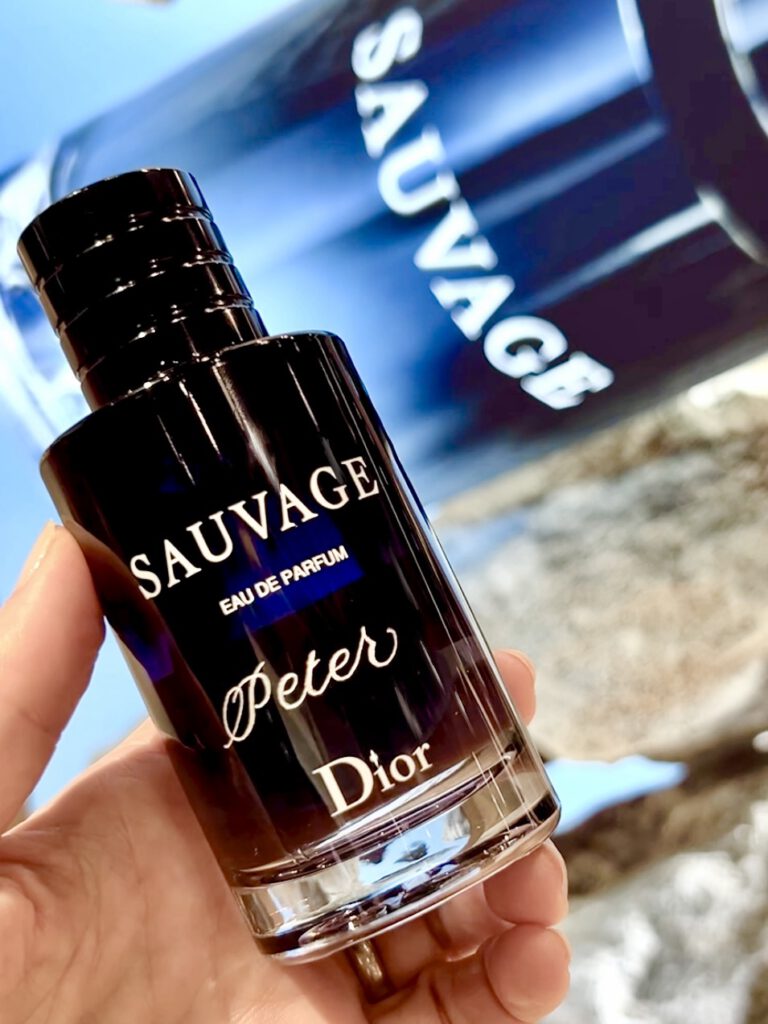 SAUVAGE
SAUVAGE
EAU DE PARFUM
Peter
Dior